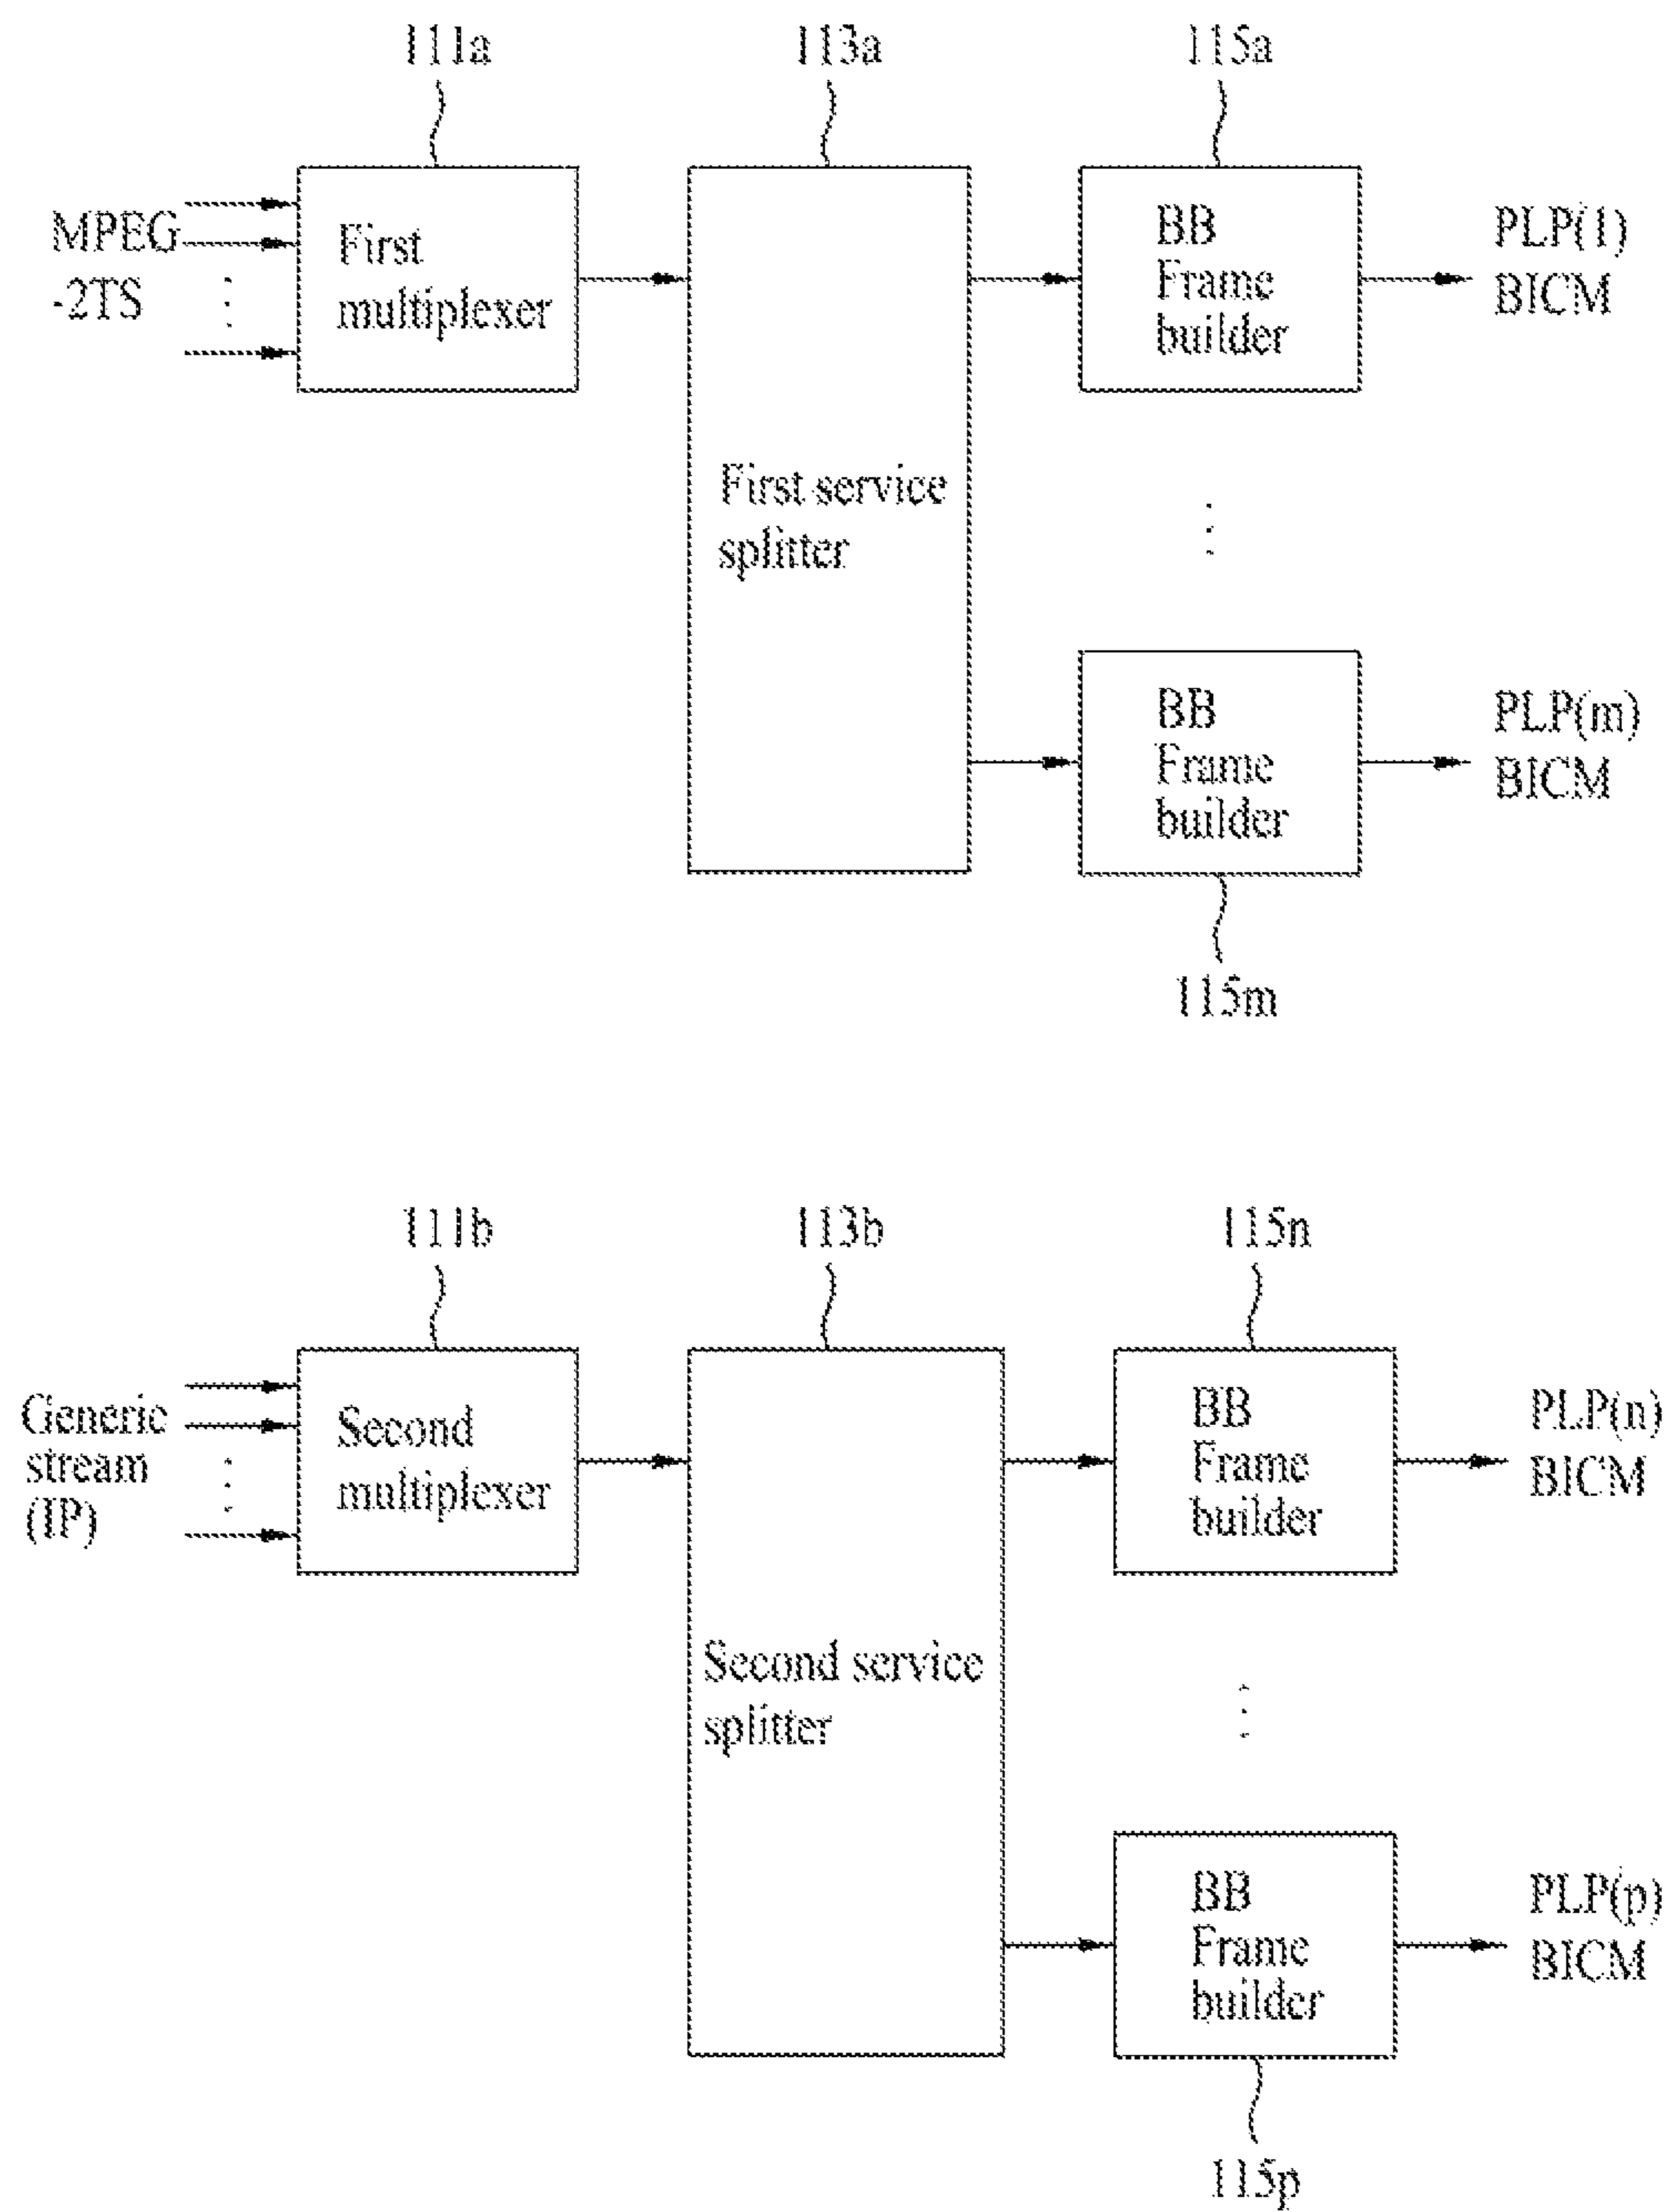 111a
113a
115a
MPEG
-2TS
First
multiplexer
First service
splitter
BB
Frame
builder
PLP(1)
BICM
BB
Frame
builder
PLP(m)
BICM
115m
111b
113b
115n
Generic
stream
(IP)
Second
multiplexer
Second service
splitter
BB
Frame
builder
PLP(n)
BICM
BB
Frame
builder
PLP(p)
BICM
115p